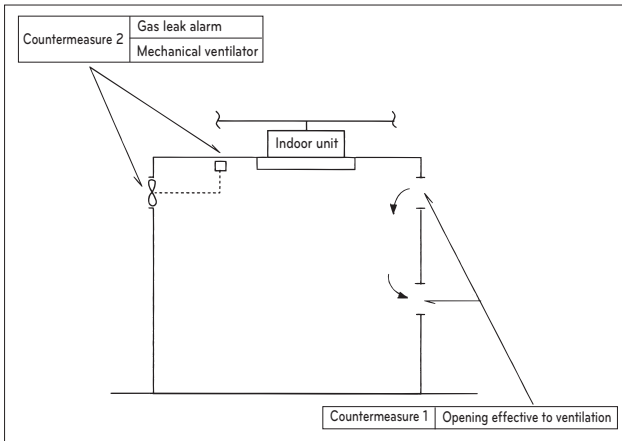 Countermeasure 2
Gas leak alarm
Mechanical ventilator
Indoor unit
Countermeasure 1
Opening effective to ventilation